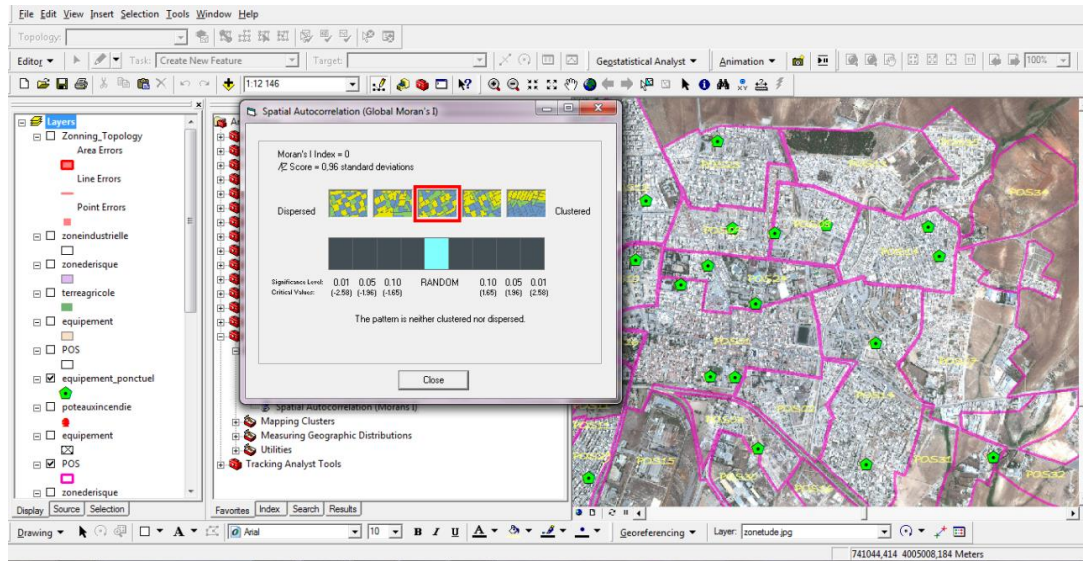 File Edit View Insert Selection Tools Window Help
Topology:
Editor Task: Create New Feature Target: Geostatistical Analyst Animation 100%
1:12 146
Layers
Zonning_Topology
Area Errors
Line Errors
Point Errors
zoneindustrielle
zonederisque
terreagricole
equipement
POS
equipement_ponctuel
poteauxincendie
equipement
POS
zonederisque
Display Source Selection
Spatial Autocorrelation (Global Moran's I)
Moran's I Index = 0
Z Score = 0,96 standard deviations
Dispersed Clustered
Significance Level: 0.01 0.05 0.10 RANDOM 0.10 0.05 0.01
Critical Values: (-2.58) (-1.96) (-1.65) (1.65) (1.96) (2.58)
The pattern is neither clustered nor dispersed.
Close
Spatial Autocorrelation (Morans I)
Mapping Clusters
Measuring Geographic Distributions
Utilities
Tracking Analyst Tools
Favorites Index Search Results
POS34
POS31
POS32
POS15
Drawing A Arial 10 B I U A Georeferencing Layer: zonetude.jpg
741044,414 4005008,184 Meters